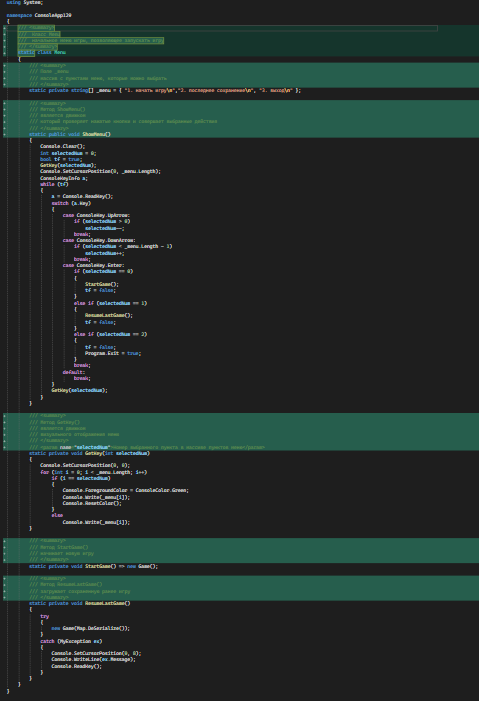 using System;
namespace ConsoleApp129
{
/// <summary>
/// Класс Menu
/// начальное меню игры, позволяющее запускать игру
/// </summary>
static class Menu
{
/// <summary>
/// Поле _menu
/// массив с пунктами меню, которые можно выбрать
/// </summary>
static private string[] _menu = { "1. начать игру\n","2. последнее сохранение\n", "3. выход\n" };
/// <summary>
/// Метод ShowMenu()
/// является движком
/// который проверяет нажатые кнопки и совершает выбранные действия
/// </summary>
static public void ShowMenu()
{
Console.Clear();
int selectedNum = 0;
bool tf = true;
GetKey(selectedNum);
Console.SetCursorPosition(0, _menu.Length);
ConsoleKeyInfo a;
while (tf)
{
a = Console.ReadKey();
switch (a.Key)
{
case ConsoleKey.UpArrow:
if (selectedNum > 0)
selectedNum--;
break;
case ConsoleKey.DownArrow:
if (selectedNum < _menu.Length - 1)
selectedNum++;
break;
case ConsoleKey.Enter:
if (selectedNum == 0)
{
StartGame();
tf = false;
}
else if (selectedNum == 1)
{
ResumeLastGame();
tf = false;
}
else if (selectedNum == 2)
{
tf = false;
Program.Exit = true;
}
break;
default:
break;
}
GetKey(selectedNum);
}
}
/// <summary>
/// Метод GetKey()
/// является движком
/// визуального отображения меню
/// </summary>
/// <param name="selectedNum">номер выбранного пункта в массиве пунктов меню</param>
static private void GetKey(int selectedNum)
{
Console.SetCursorPosition(0, 0);
for (int i = 0; i < _menu.Length; i++)
if (i == selectedNum)
{
Console.ForegroundColor = ConsoleColor.Green;
Console.Write(_menu[i]);
Console.ResetColor();
}
else
Console.Write(_menu[i]);
}
/// <summary>
/// Метод StartGame()
/// начинает новую игру
/// </summary>
static private void StartGame() => new Game();
/// <summary>
/// Метод ResumeLastGame()
/// загружает сохраненную ранее игру
/// </summary>
static private void ResumeLastGame()
{
try
{
new Game(Map.DeSerialize());
}
catch (MyException ex)
{
Console.SetCursorPosition(0, 8);
Console.WriteLine(ex.Message);
Console.ReadKey();
}
}
}
}